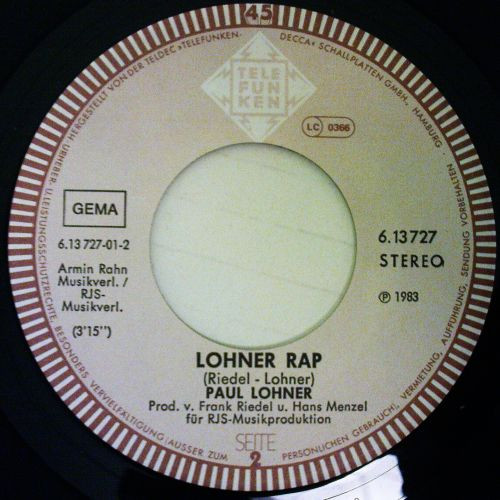 45
TELE
FUN
KEN
LC 0366
GEMA
6.13 727-01-2
Armin Rahn
Musikverl. /
RJS-
Musikverl.
(3'15")
6.13727
STEREO
Ⓟ 1983
LOHNER RAP
(Riedel - Lohner)
PAUL LOHNER
Prod. v. Frank Riedel u. Hans Menzel
für RJS-Musikproduktion
SEITE
2
URHEBER- U. LEISTUNGSSCHUTZRECHTE, BESONDERS VERVIELFÄLTIGUNG (AUSSER ZUM PERSÖNLICHEN GEBRAUCH), VERMIETUNG, AUFFÜHRUNG, SENDUNG VORBEHALTEN
HERGESTELLT VON DER TELDEC »TELEFUNKEN-DECCA« SCHALLPLATTEN GMBH., HAMBURG